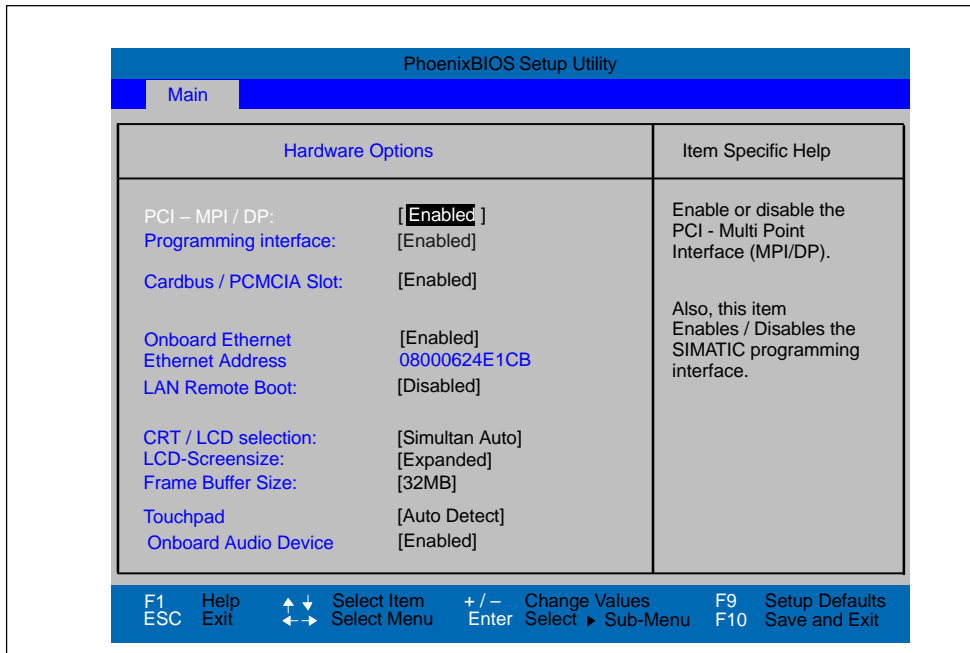 PhoenixBIOS Setup Utility
Main
Hardware Options
Item Specific Help
PCI – MPI / DP: [ Enabled ]
Programming interface: [Enabled]
Cardbus / PCMCIA Slot: [Enabled]
Onboard Ethernet [Enabled]
Ethernet Address 08000624E1CB
LAN Remote Boot: [Disabled]
CRT / LCD selection: [Simultan Auto]
LCD-Screensize: [Expanded]
Frame Buffer Size: [32MB]
Touchpad [Auto Detect]
Onboard Audio Device [Enabled]
Enable or disable the
PCI - Multi Point
Interface (MPI/DP).
Also, this item
Enables / Disables the
SIMATIC programming
interface.
F1 Help Select Item + / – Change Values F9 Setup Defaults
ESC Exit Select Menu Enter Select Sub-Menu F10 Save and Exit